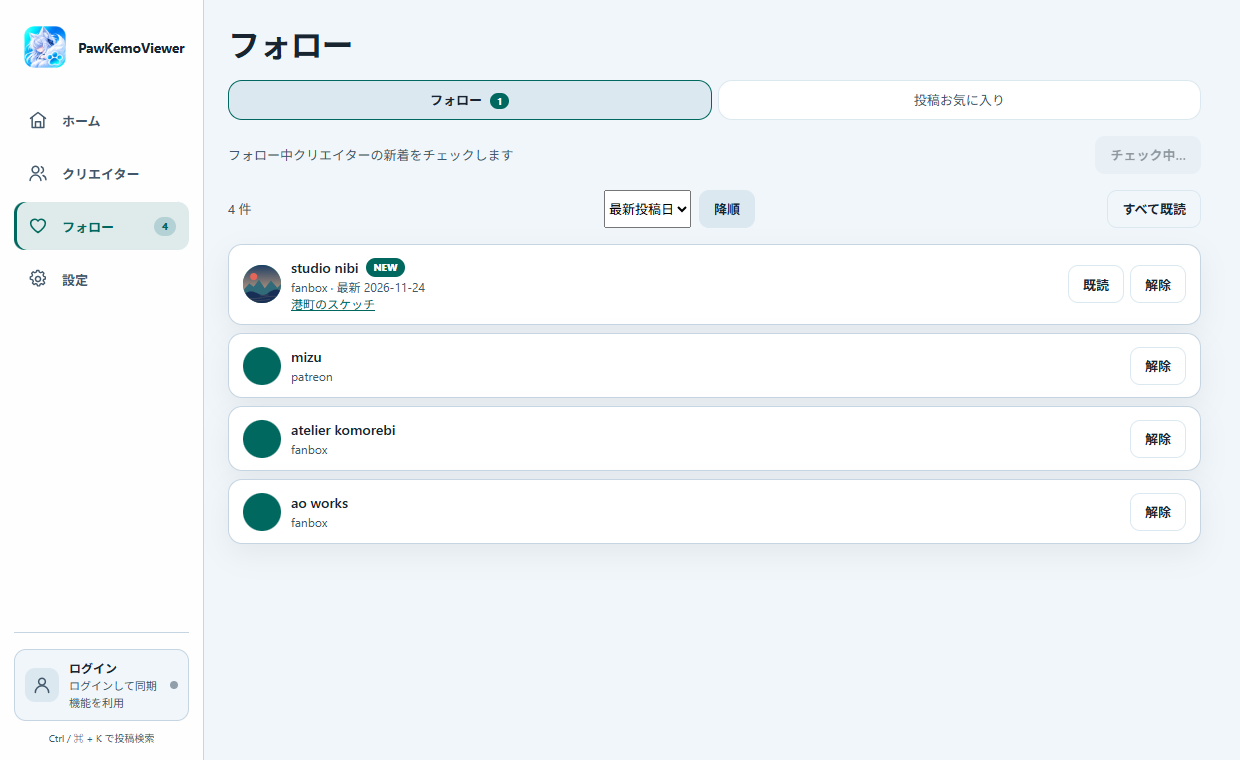 PawKemoViewer
ホーム
クリエイター
フォロー 4
設定
ログイン
ログインして同期
機能を利用
Ctrl / ⌘ + K で投稿検索
フォロー
フォロー 1
投稿お気に入り
フォロー中クリエイターの新着をチェックします
チェック中...
4 件
最新投稿日
降順
すべて既読
studio nibi NEW
fanbox · 最新 2026-11-24
港町のスケッチ
既読
解除
mizu
patreon
解除
atelier komorebi
fanbox
解除
ao works
fanbox
解除